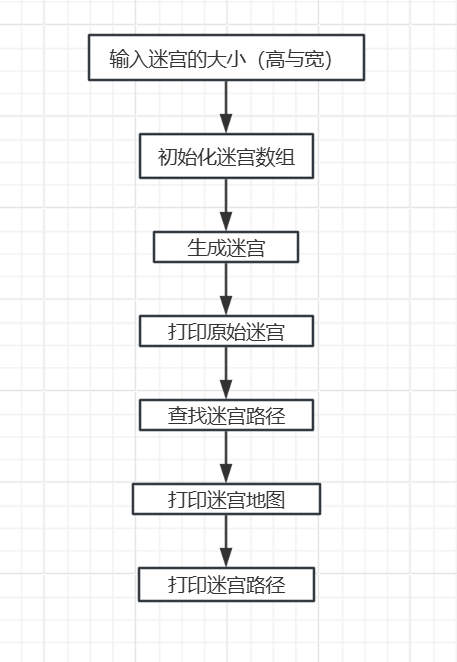 输入迷宫的大小（高与宽）
初始化迷宫数组
生成迷宫
打印原始迷宫
查找迷宫路径
打印迷宫地图
打印迷宫路径